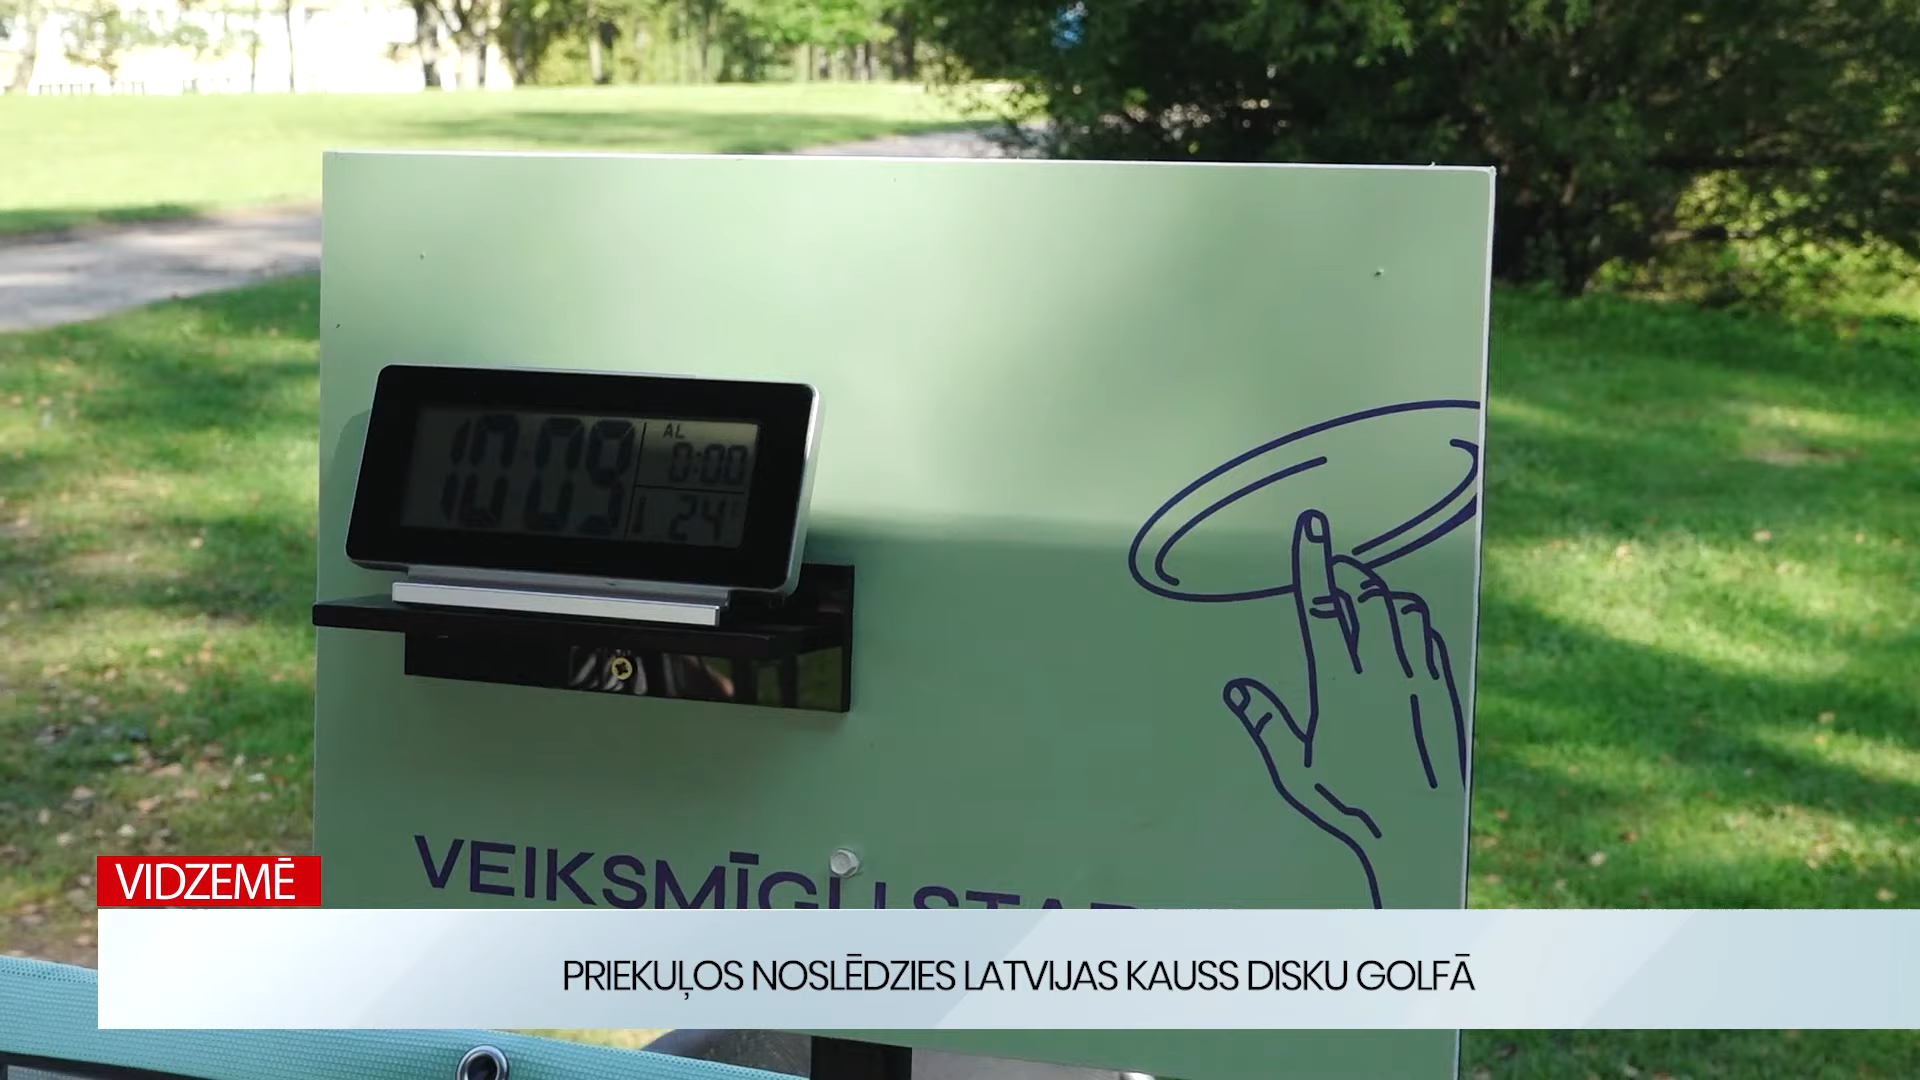 10:09
AL
0:00
24
VEIKSMĪGU
VIDZEMĒ
PRIEKUĻOS NOSLĒDZIES LATVIJAS KAUSS DISKU GOLFĀ